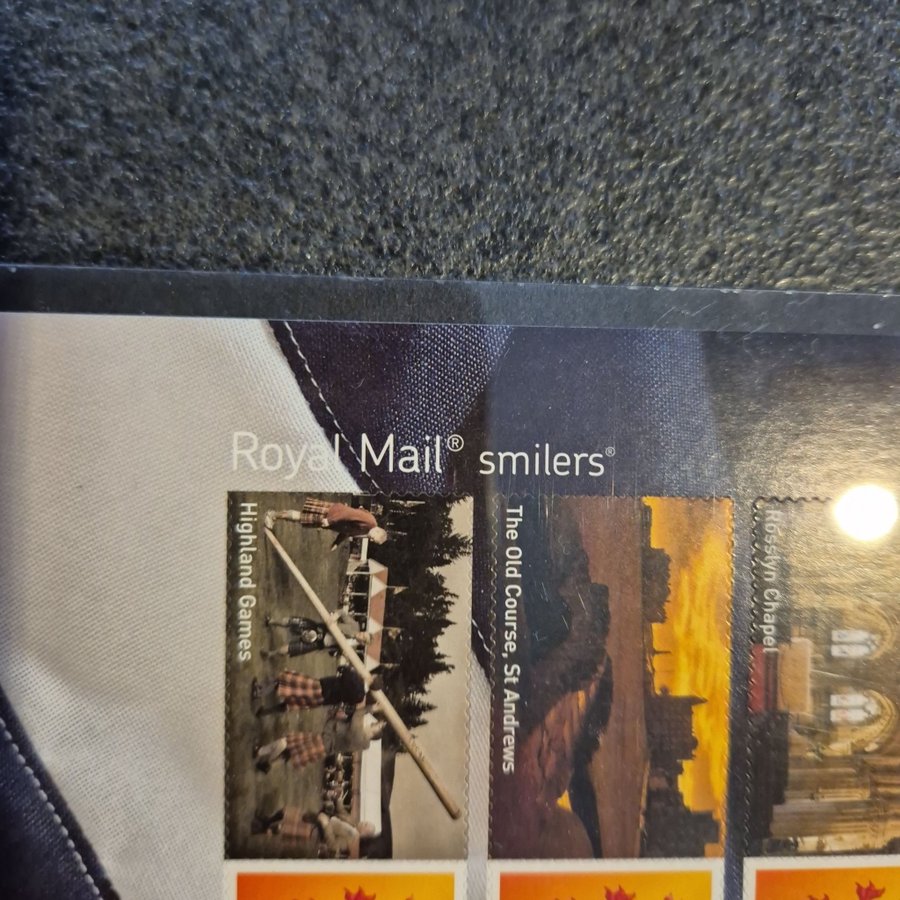 Royal Mail® smilers®
Highland Games
The Old Course, St Andrews
Rosslyn Chapel